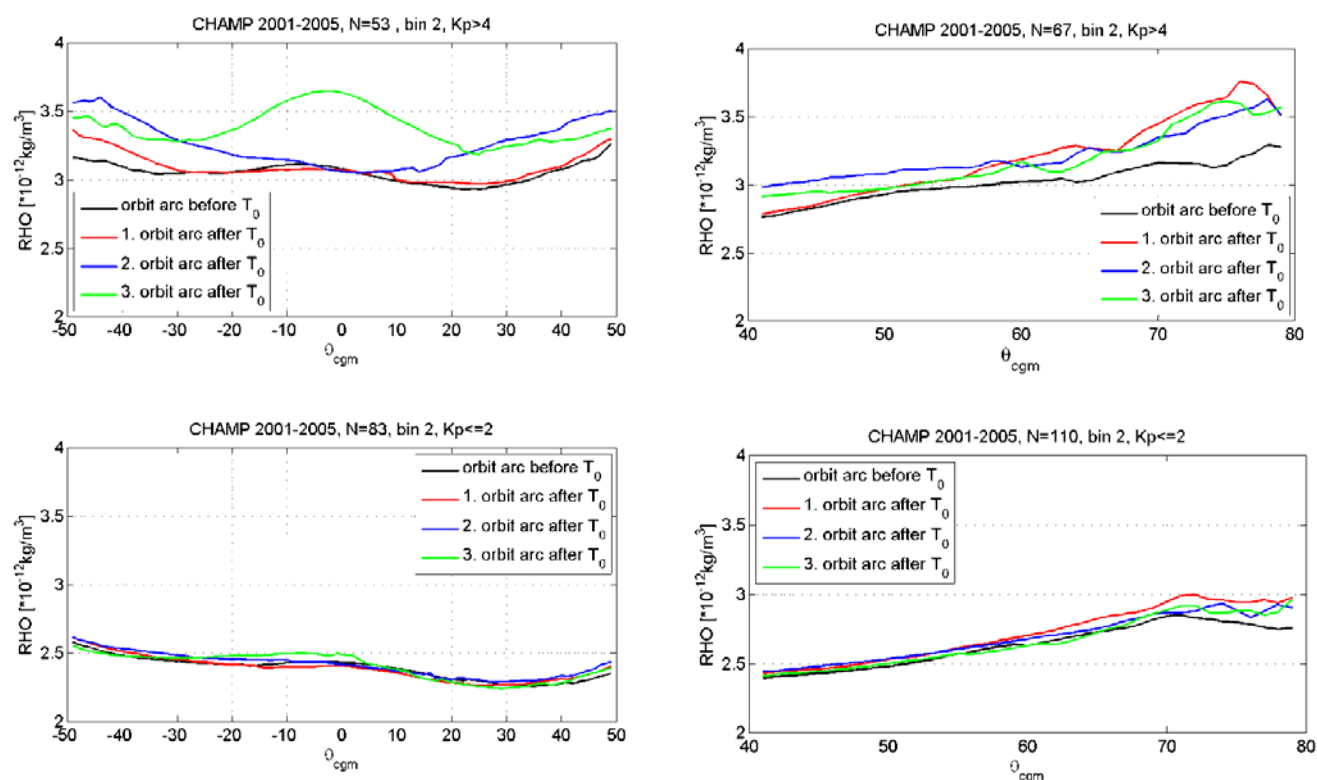 CHAMP 2001-2005, N=53 , bin 2, Kp>4
4
3.5
3
2.5
2
RHO [*10⁻¹²kg/m³]
orbit arc before T₀
1. orbit arc after T₀
2. orbit arc after T₀
3. orbit arc after T₀
-50 -40 -30 -20 -10 0 10 20 30 40 50
θcgm
CHAMP 2001-2005, N=67, bin 2, Kp>4
4
3.5
3
2.5
2
RHO [*10⁻¹²kg/m³]
orbit arc before T₀
1. orbit arc after T₀
2. orbit arc after T₀
3. orbit arc after T₀
40 50 60 70 80
θcgm
CHAMP 2001-2005, N=83, bin 2, Kp<=2
4
3.5
3
2.5
2
RHO [*10⁻¹²kg/m³]
orbit arc before T₀
1. orbit arc after T₀
2. orbit arc after T₀
3. orbit arc after T₀
-50 -40 -30 -20 -10 0 10 20 30 40 50
θcgm
CHAMP 2001-2005, N=110, bin 2, Kp<=2
4
3.5
3
2.5
2
RHO [*10⁻¹²kg/m³]
orbit arc before T₀
1. orbit arc after T₀
2. orbit arc after T₀
3. orbit arc after T₀
40 50 60 70 80
θcgm